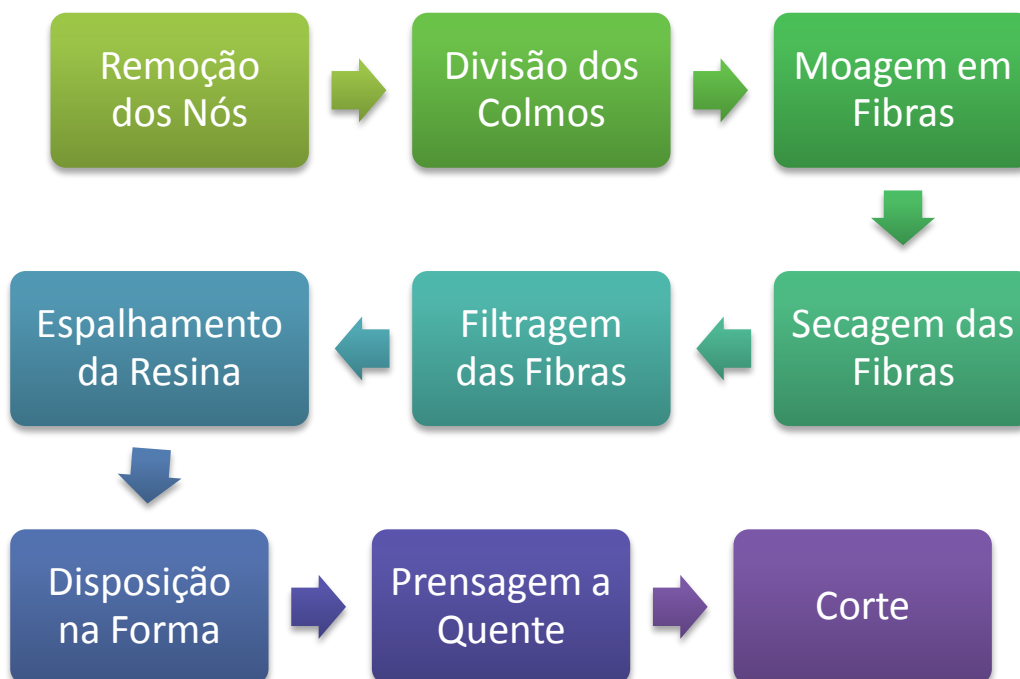 Remoção
dos Nós
Divisão dos
Colmos
Moagem em
Fibras
Secagem das
Fibras
Filtragem
das Fibras
Espalhamento
da Resina
Disposição
na Forma
Prensagem a
Quente
Corte